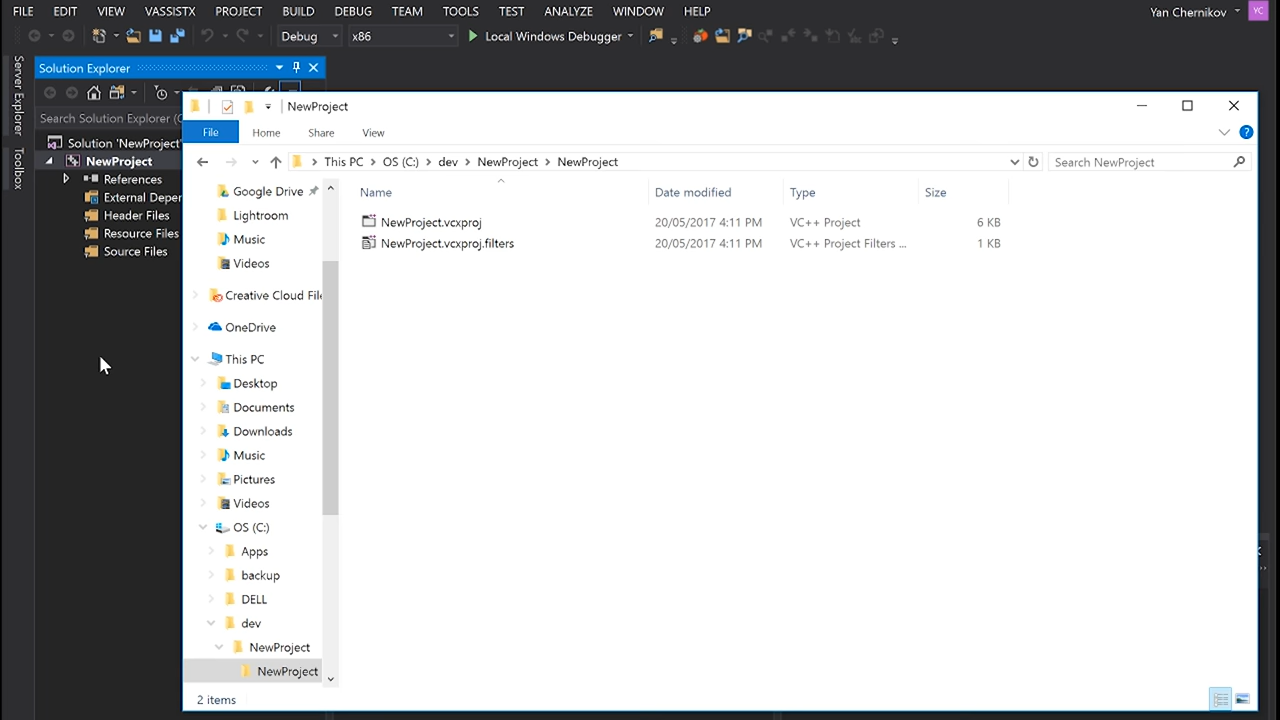 FILE EDIT VIEW VASSISTX PROJECT BUILD DEBUG TEAM TOOLS TEST ANALYZE WINDOW HELP Yan Chernikov YC
Debug x86 Local Windows Debugger
Server Explorer
Toolbox
Solution Explorer
Search Solution Explorer (C
Solution 'NewProject'
NewProject
References
External Deper
Header Files
Resource Files
Source Files
NewProject
File Home Share View
This PC OS (C:) dev NewProject NewProject Search NewProject
Name Date modified Type Size
NewProject.vcxproj 20/05/2017 4:11 PM VC++ Project 6 KB
NewProject.vcxproj.filters 20/05/2017 4:11 PM VC++ Project Filters ... 1 KB
Google Drive
Lightroom
Music
Videos
Creative Cloud File
OneDrive
This PC
Desktop
Documents
Downloads
Music
Pictures
Videos
OS (C:)
Apps
backup
DELL
dev
NewProject
NewProject
2 items